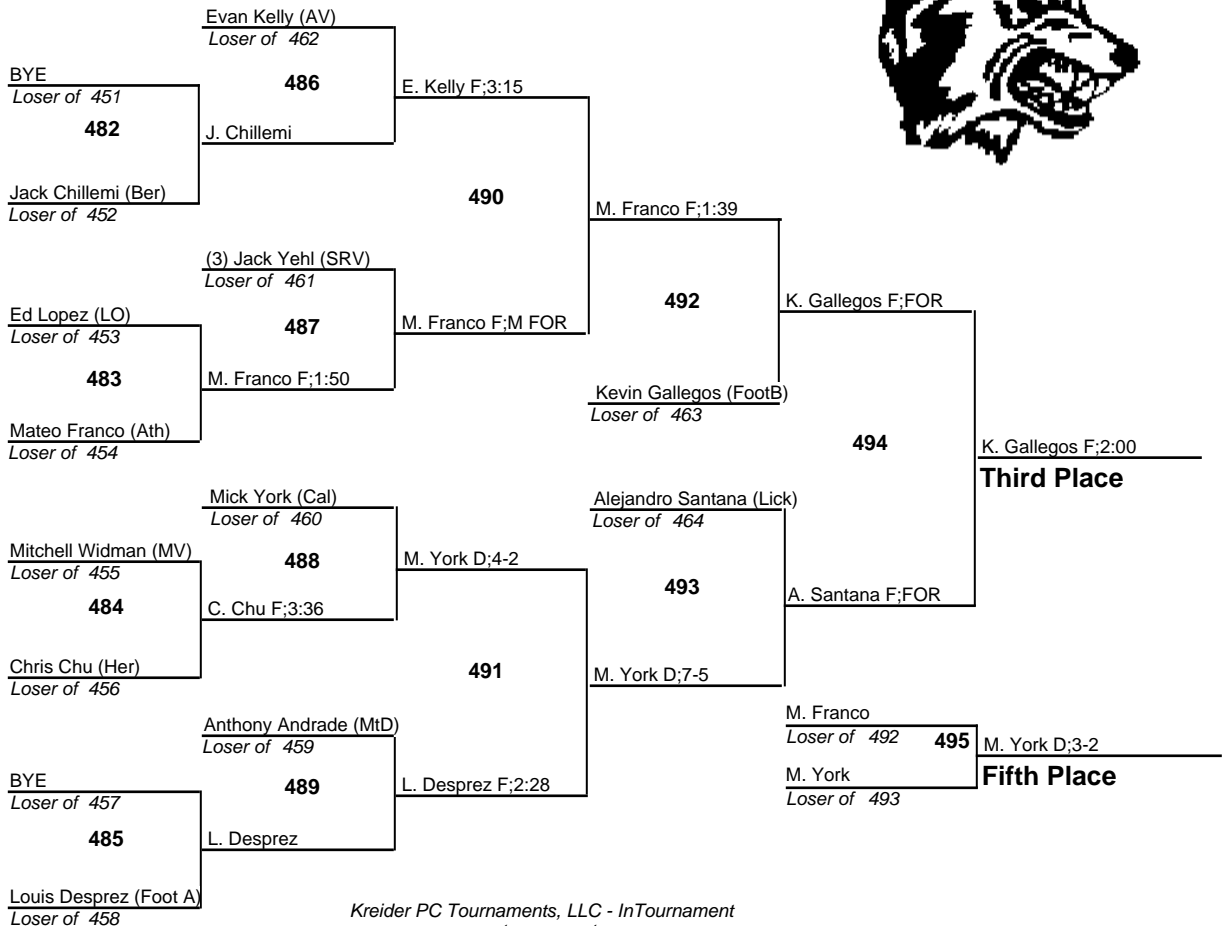 Evan Kelly (AV)
Loser of 462
BYE
486
E. Kelly F;3:15
Loser of 451
482
J. Chillemi
Jack Chillemi (Ber)
490
Loser of 452
M. Franco F;1:39
(3) Jack Yehl (SRV)
Loser of 461
Ed Lopez (LO)
492
K. Gallegos F;FOR
Loser of 453
487
M. Franco F;M FOR
483
M. Franco F;1:50
Kevin Gallegos (FootB)
Mateo Franco (Ath)
Loser of 463
Loser of 454
494
K. Gallegos F;2:00
Third Place
Mick York (Cal)
Alejandro Santana (Lick)
Loser of 460
Loser of 464
Mitchell Widman (MV)
488
M. York D;4-2
Loser of 455
493
484
C. Chu F;3:36
A. Santana F;FOR
Chris Chu (Her)
491
M. York D;7-5
Loser of 456
M. Franco
Anthony Andrade (MtD)
Loser of 492
495
M. York D;3-2
Loser of 459
BYE
489
L. Desprez F;2:28
M. York
Fifth Place
Loser of 457
Loser of 493
485
L. Desprez
Louis Desprez (Foot A)
Loser of 458
Kreider PC Tournaments, LLC - InTournament